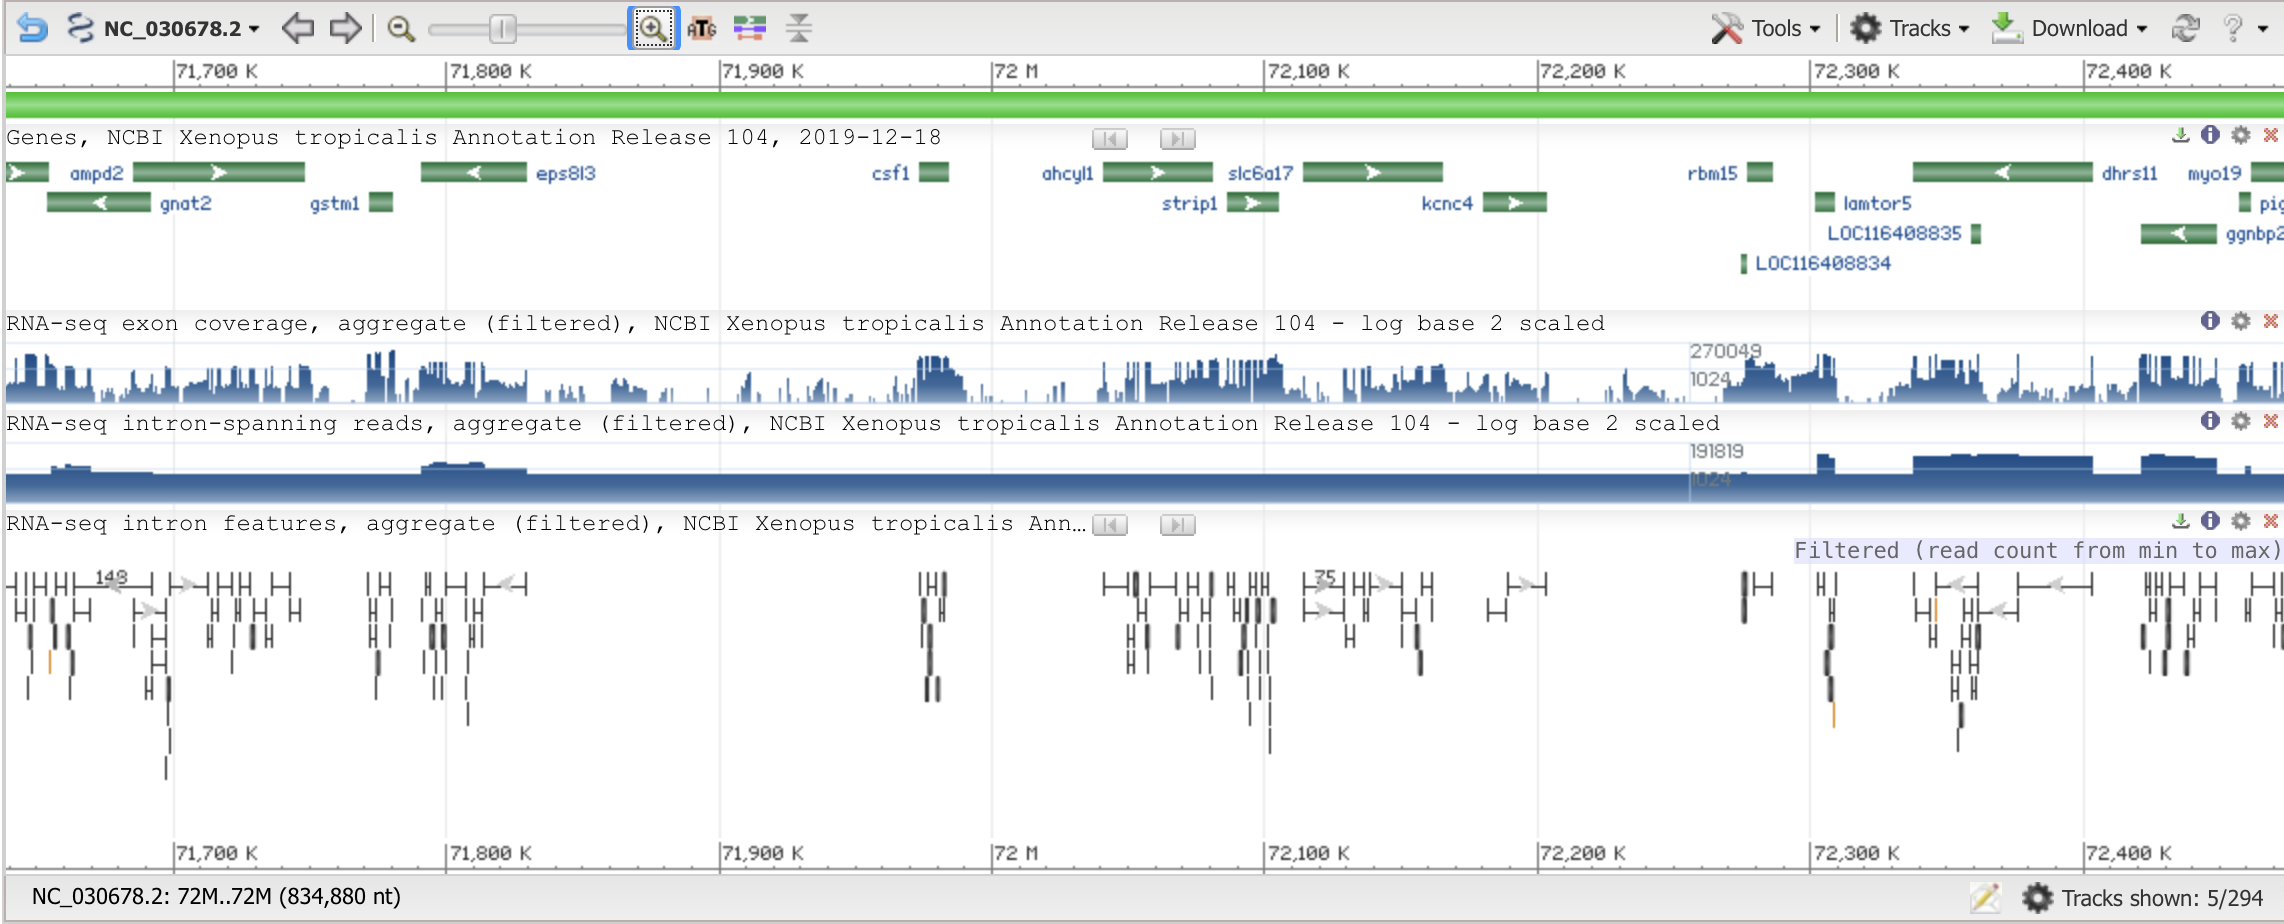 NC_030678.2 ATG Tools Tracks Download ?
71,700 K 71,800 K 71,900 K 72 M 72,100 K 72,200 K 72,300 K 72,400 K
Genes, NCBI Xenopus tropicalis Annotation Release 104, 2019-12-18
ampd2 eps8l3 csf1 ahcyl1 slc6a17 rbm15 dhrs11 myo19
gnat2 gstm1 strip1 kcnc4 lamtor5 pig
LOC116408835 ggnbp2
LOC116408834
RNA-seq exon coverage, aggregate (filtered), NCBI Xenopus tropicalis Annotation Release 104 - log base 2 scaled
270049
1024
RNA-seq intron-spanning reads, aggregate (filtered), NCBI Xenopus tropicalis Annotation Release 104 - log base 2 scaled
191819
1024
RNA-seq intron features, aggregate (filtered), NCBI Xenopus tropicalis Ann…
Filtered (read count from min to max)
148 75
71,700 K 71,800 K 71,900 K 72 M 72,100 K 72,200 K 72,300 K 72,400 K
NC_030678.2: 72M..72M (834,880 nt) Tracks shown: 5/294